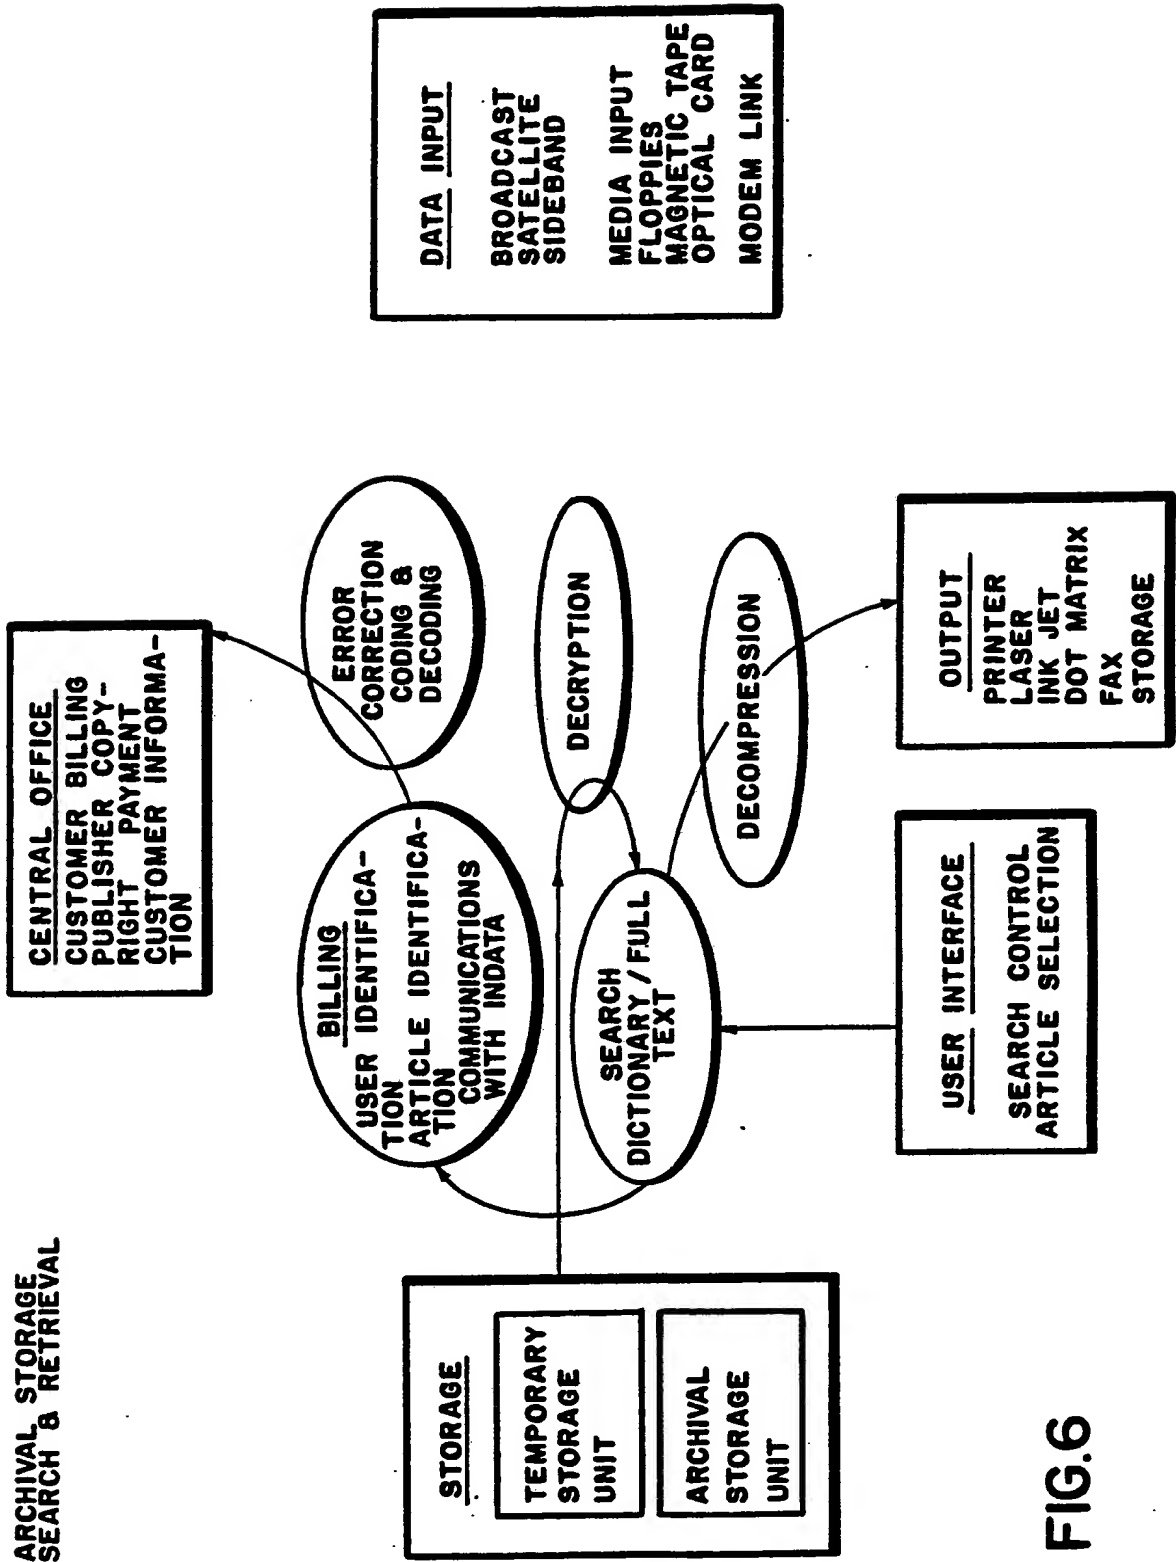 ARCHIVAL STORAGE
SEARCH & RETRIEVAL
CENTRAL OFFICE
CUSTOMER BILLING
PUBLISHER COPY-
RIGHT PAYMENT
CUSTOMER INFORMA-
TION
BILLING
USER IDENTIFICA-
TION
ARTICLE IDENTIFICA-
TION
COMMUNICATIONS
WITH INDATA
ERROR
CORRECTION
CODING &
DECODING
DATA INPUT
BROADCAST
SATELLITE
SIDEBAND
MEDIA INPUT
FLOPPIES
MAGNETIC TAPE
OPTICAL CARD
MODEM LINK
STORAGE
TEMPORARY
STORAGE
UNIT
ARCHIVAL
STORAGE
UNIT
SEARCH
DICTIONARY/FULL
TEXT
DECRYPTION
DECOMPRESSION
USER INTERFACE
SEARCH CONTROL
ARTICLE SELECTION
OUTPUT
PRINTER
LASER
INK JET
DOT MATRIX
FAX
STORAGE
FIG.6